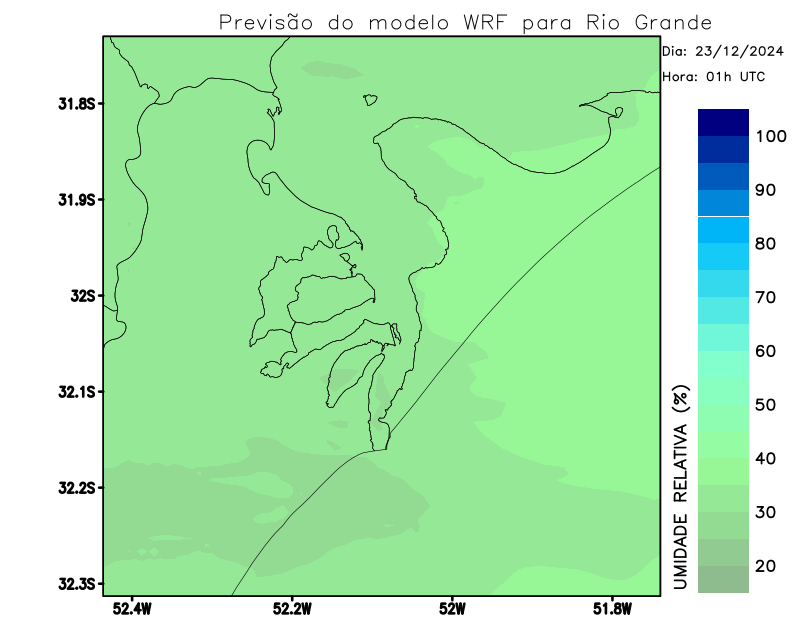 Previsão do modelo WRF para Rio Grande
Dia: 23/12/2024
Hora: 01h UTC
31.8S
31.9S
32S
32.1S
32.2S
32.3S
52.4W
52.2W
52W
51.8W
100
90
80
70
60
50
40
30
20
UMIDADE RELATIVA (%)